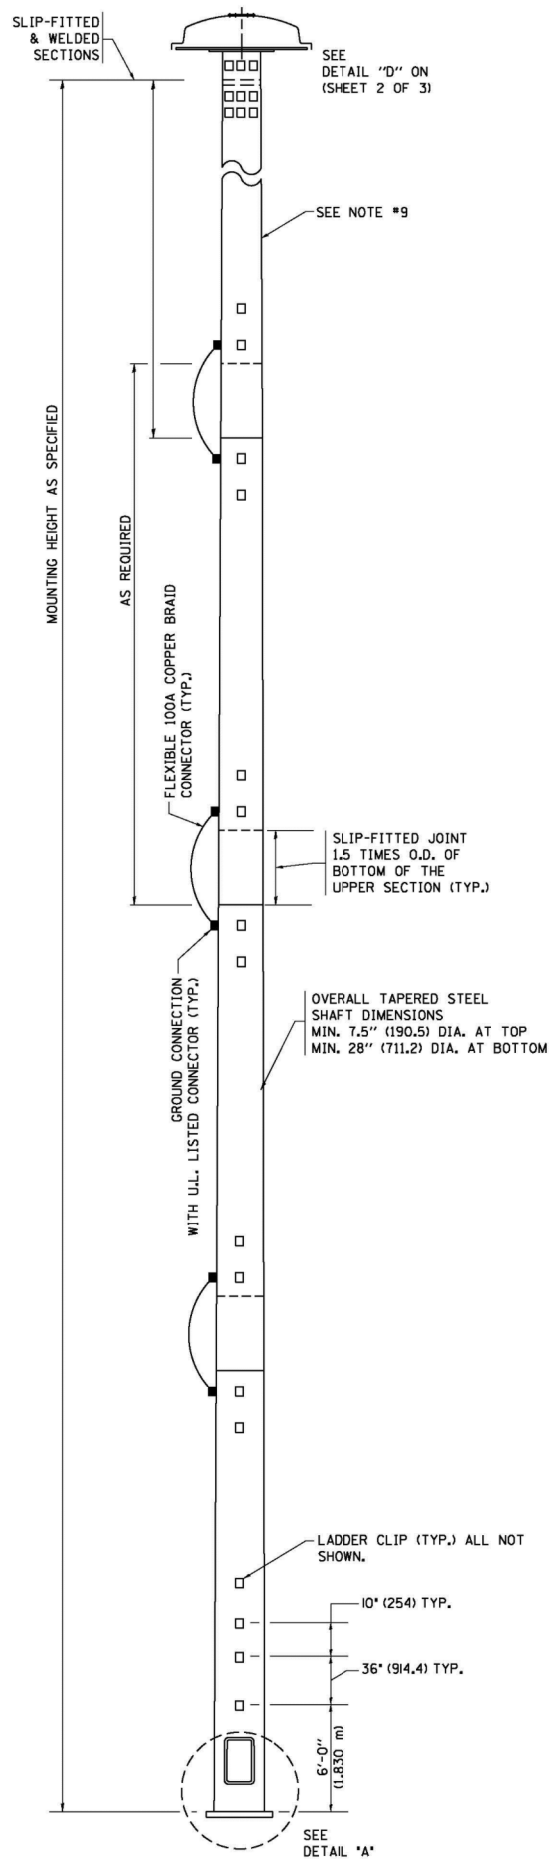 SLIP-FITTED
& WELDED
SECTIONS
SEE
DETAIL "D" ON
(SHEET 2 OF 3)
SEE NOTE #9
MOUNTING HEIGHT AS SPECIFIED
AS REQUIRED
FLEXIBLE 100A COPPER BRAID
CONNECTOR (TYP.)
SLIP-FITTED JOINT
1.5 TIMES O.D. OF
BOTTOM OF THE
UPPER SECTION (TYP.)
GROUND CONNECTION
WITH U.L. LISTED CONNECTOR (TYP.)
OVERALL TAPERED STEEL
SHAFT DIMENSIONS
MIN. 7.5" (190.5) DIA. AT TOP
MIN. 28" (711.2) DIA. AT BOTTOM
LADDER CLIP (TYP.) ALL NOT
SHOWN.
10" (254) TYP.
36" (914.4) TYP.
6'-0"
(1.830 m)
SEE
DETAIL "A"